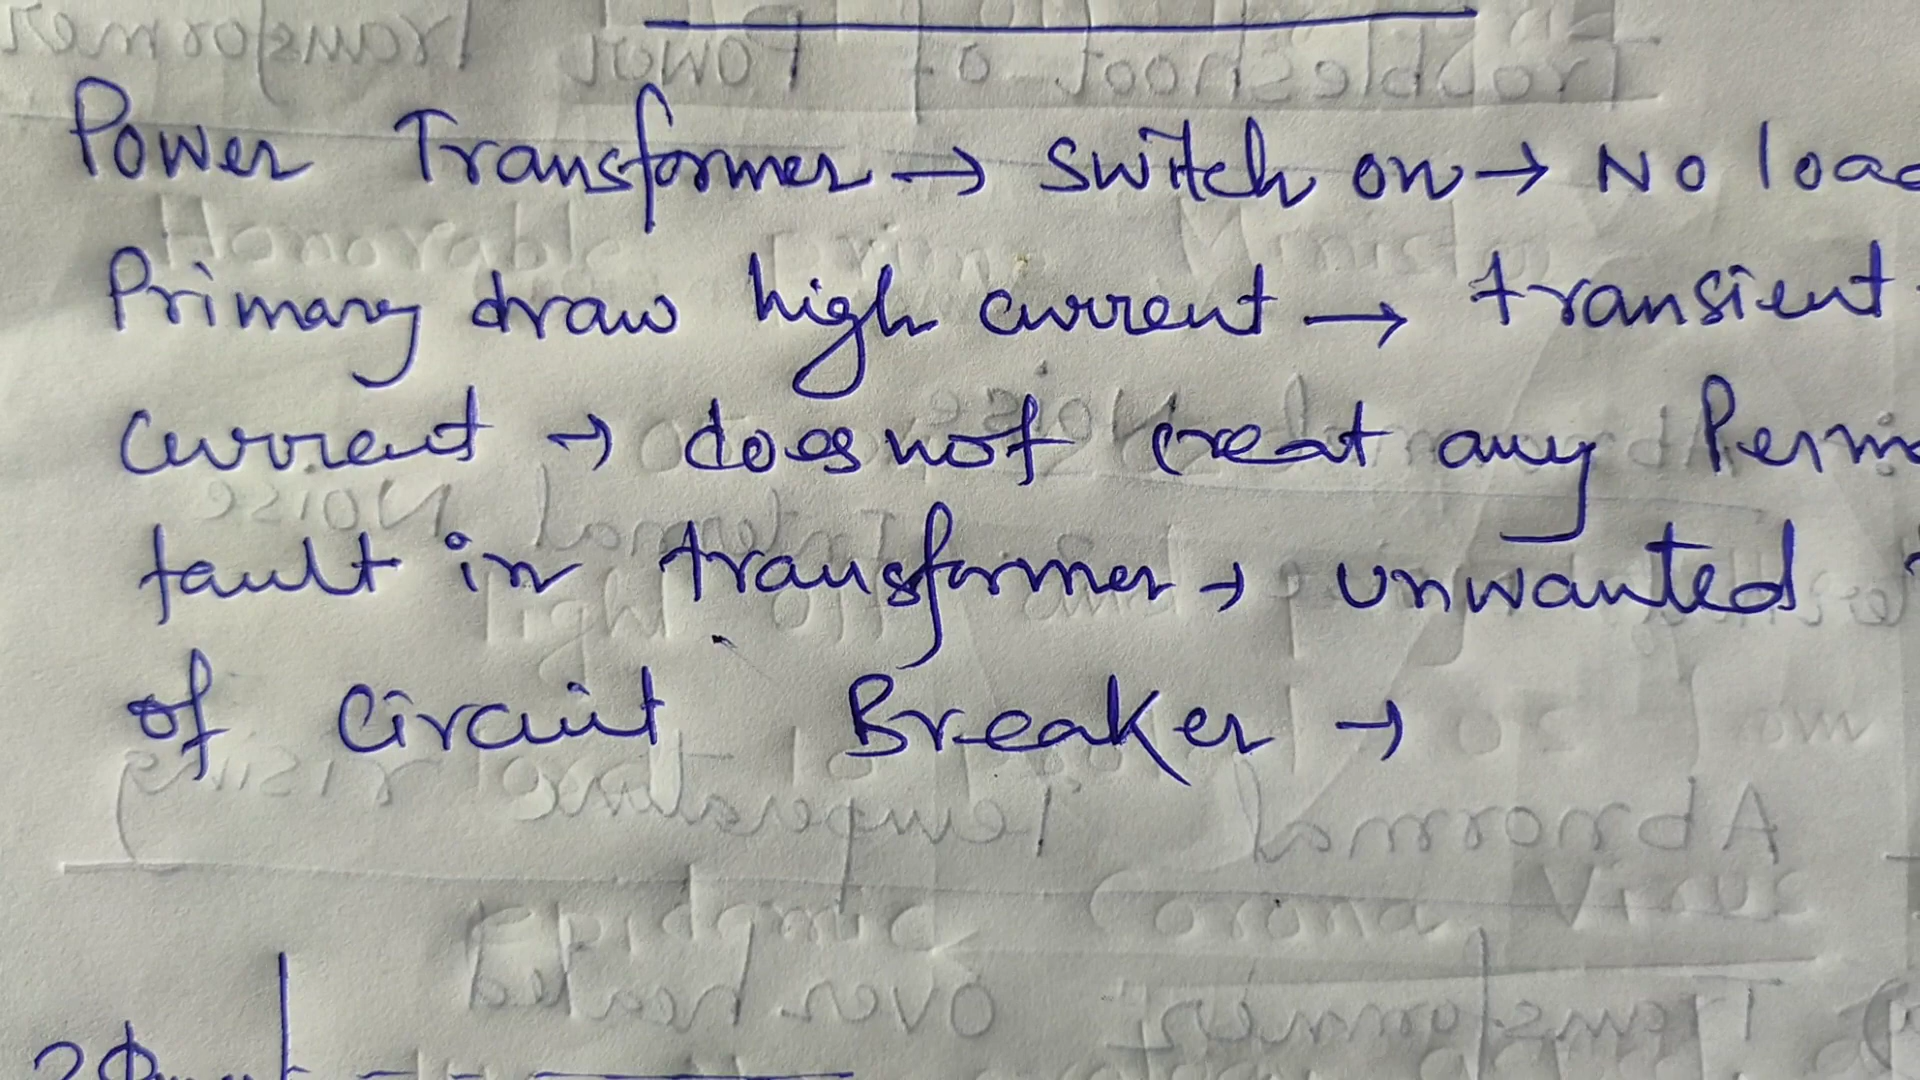 Power Transformer → switch on → No load
Primary draw high current → transient
current → does not creat any
fault in transformer → unwanted
of Circuit Breaker →